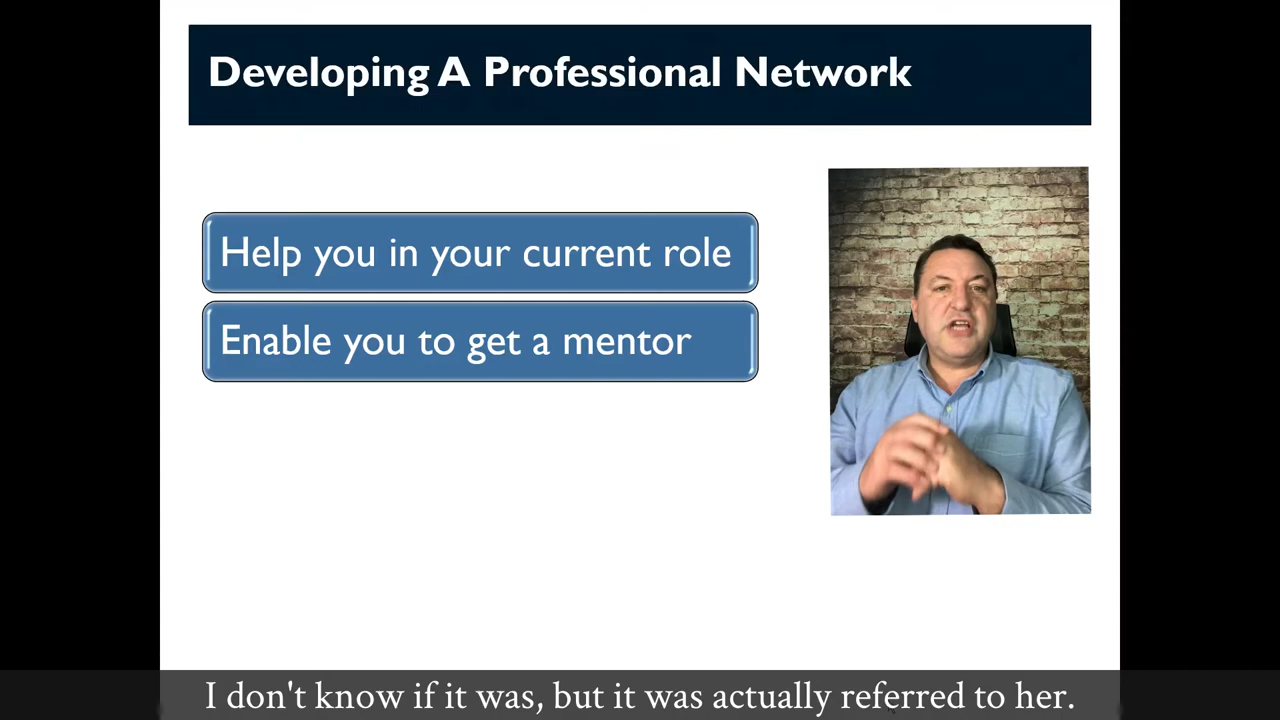 Developing A Professional Network
Help you in your current role
Enable you to get a mentor
I don't know if it was, but it was actually referred to her.